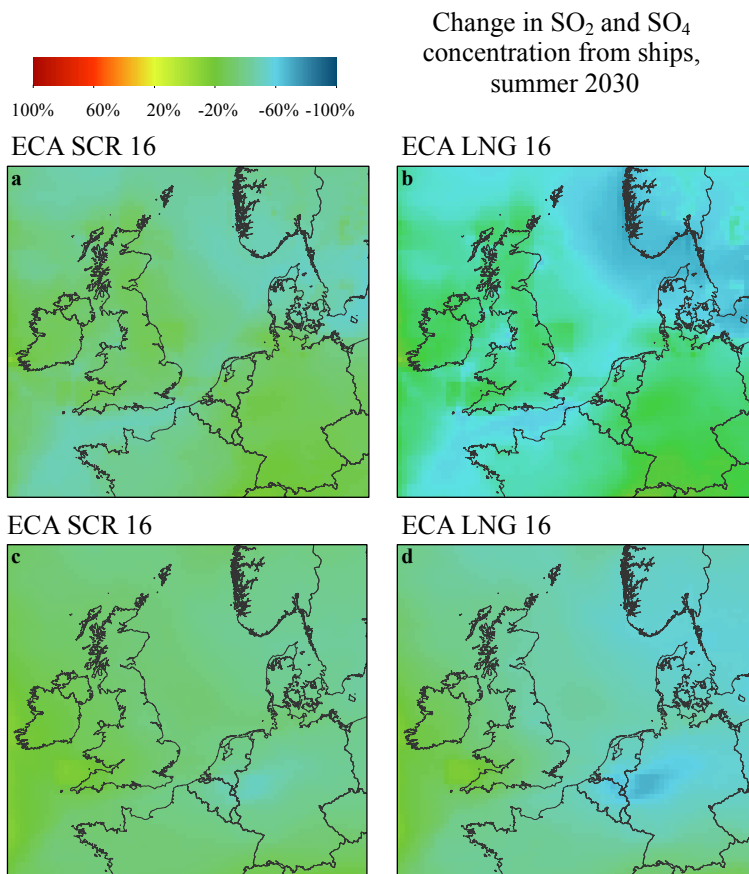 Change in SO₂ and SO₄
concentration from ships,
summer 2030
100% 60% 20% -20% -60% -100%
ECA SCR 16 ECA LNG 16
a b
ECA SCR 16 ECA LNG 16
c d